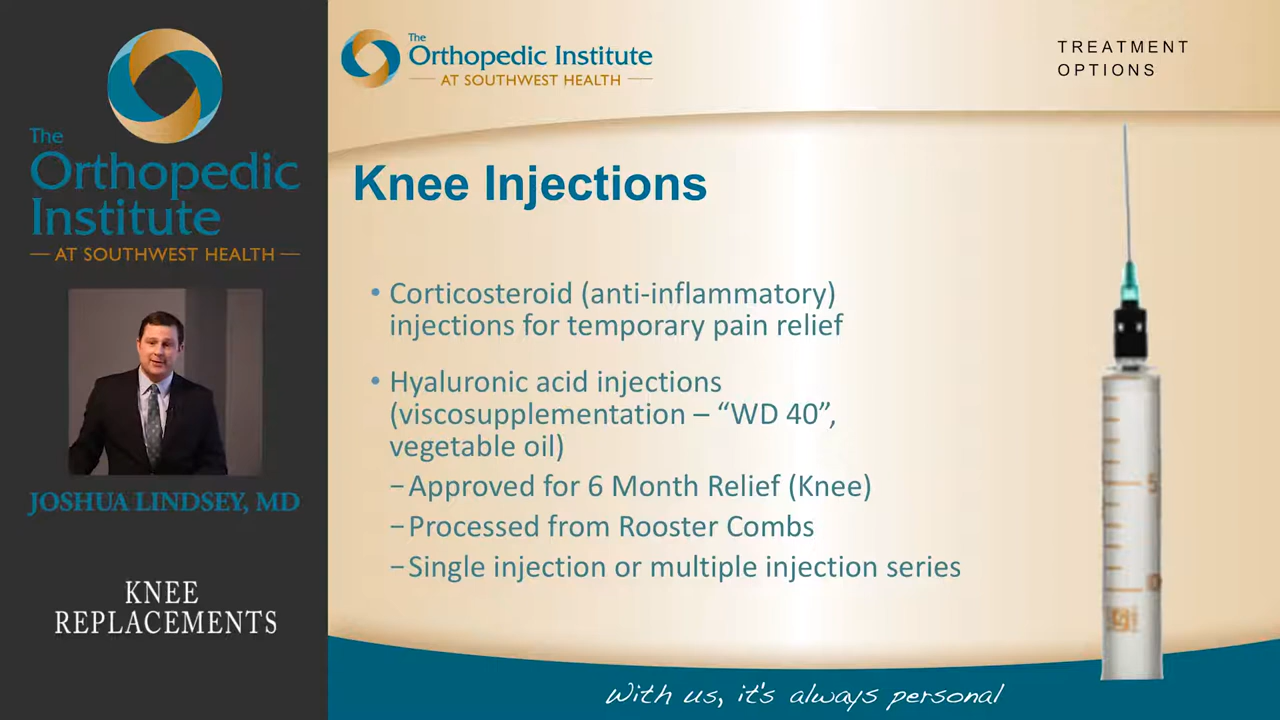 The
Orthopedic
Institute
AT SOUTHWEST HEALTH
JOSHUA LINDSEY, MD
KNEE
REPLACEMENTS
The
Orthopedic Institute
AT SOUTHWEST HEALTH
TREATMENT
OPTIONS
Knee Injections
• Corticosteroid (anti-inflammatory)
injections for temporary pain relief
• Hyaluronic acid injections
(viscosupplementation – “WD 40”,
vegetable oil)
–Approved for 6 Month Relief (Knee)
–Processed from Rooster Combs
–Single injection or multiple injection series
5
With us, it's always personal